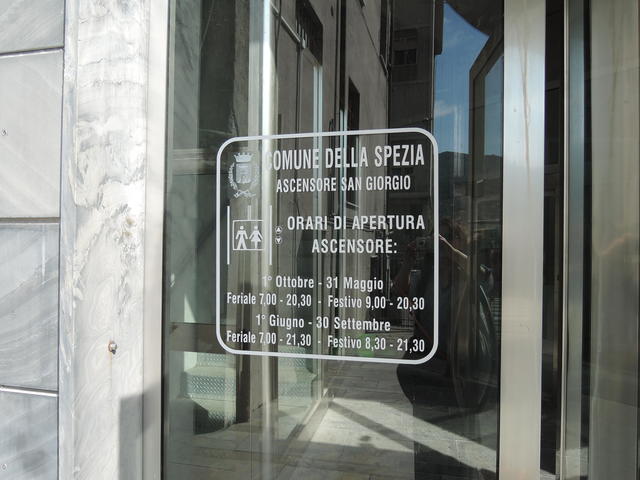 COMUNE DELLA SPEZIA
ASCENSORE SAN GIORGIO
ORARI DI APERTURA
ASCENSORE:
1° Ottobre - 31 Maggio
Feriale 7,00 - 20,30 - Festivo 9,00 - 20,30
1° Giugno - 30 Settembre
Feriale 7,00 - 21,30 - Festivo 8,30 - 21,30